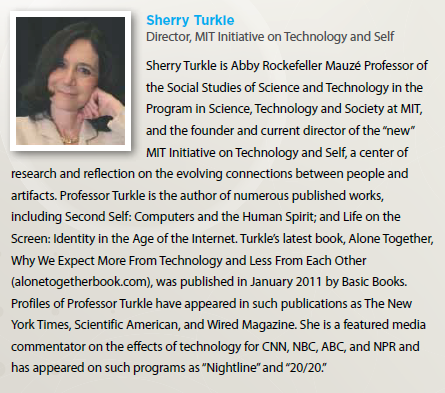 Sherry Turkle
Director, MIT Initiative on Technology and Self
Sherry Turkle is Abby Rockefeller Mauzé Professor of
the Social Studies of Science and Technology in the
Program in Science, Technology and Society at MIT,
and the founder and current director of the “new”
MIT Initiative on Technology and Self, a center of
research and reflection on the evolving connections between people and
artifacts. Professor Turkle is the author of numerous published works,
including Second Self: Computers and the Human Spirit; and Life on the
Screen: Identity in the Age of the Internet. Turkle’s latest book, Alone Together,
Why We Expect More From Technology and Less From Each Other
(alonetogetherbook.com), was published in January 2011 by Basic Books.
Profiles of Professor Turkle have appeared in such publications as The New
York Times, Scientific American, and Wired Magazine. She is a featured media
commentator on the effects of technology for CNN, NBC, ABC, and NPR and
has appeared on such programs as “Nightline” and “20/20.”